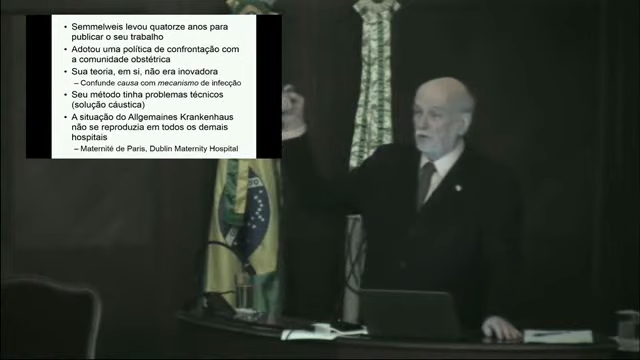 • Semmelweis levou quatorze anos para
publicar o seu trabalho
• Adotou uma política de confrontação com
a comunidade obstétrica
• Sua teoria, em si, não era inovadora
– Confunde causa com mecanismo de infecção
• Seu método tinha problemas técnicos
(solução cáustica)
• A situação do Allgmaines Krankenhaus
não se reproduzia em todos os demais
hospitais
– Maternité de Paris, Dublin Maternity Hospital